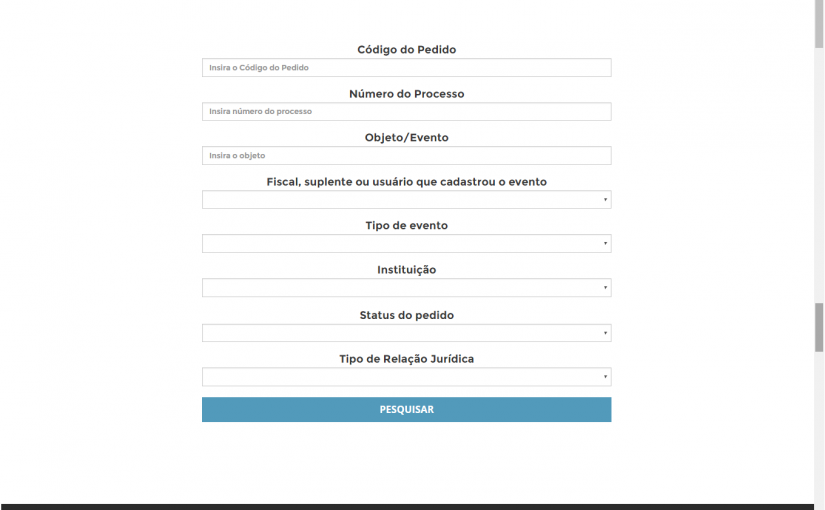 Código do Pedido
Insira o Código do Pedido
Número do Processo
Insira número do processo
Objeto/Evento
Insira o objeto
Fiscal, suplente ou usuário que cadastrou o evento
Tipo de evento
Instituição
Status do pedido
Tipo de Relação Jurídica
PESQUISAR